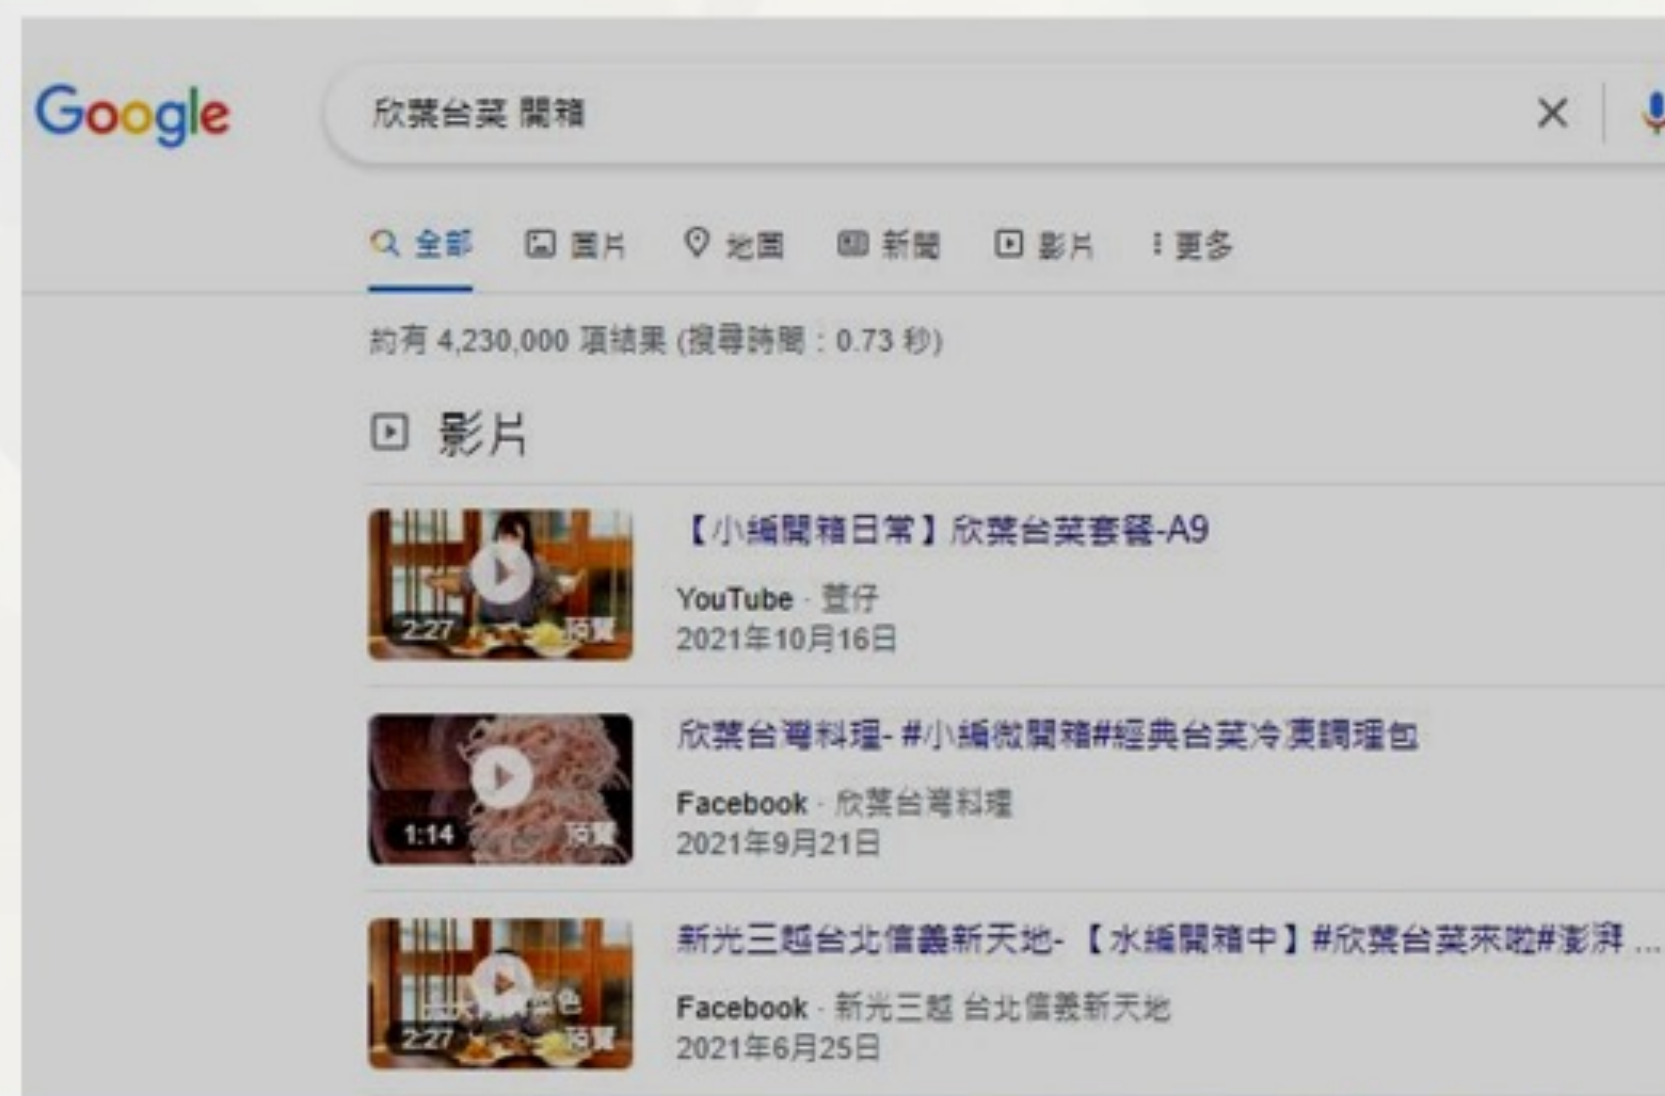 Google
欣葉台菜 開箱
全部 圖片 地圖 新聞 影片 更多
約有 4,230,000 項結果 (搜尋時間：0.73 秒)
影片
【小編開箱日常】欣葉台菜套餐-A9
YouTube · 萱仔
2021年10月16日
2:27 預覽
欣葉台灣料理- #小編微開箱#經典台菜冷凍調理包
Facebook · 欣葉台灣料理
2021年9月21日
1:14 預覽
新光三越台北信義新天地- 【水編開箱中】#欣葉台菜來啦#澎湃 ...
Facebook · 新光三越 台北信義新天地
2021年6月25日
2:27 預覽